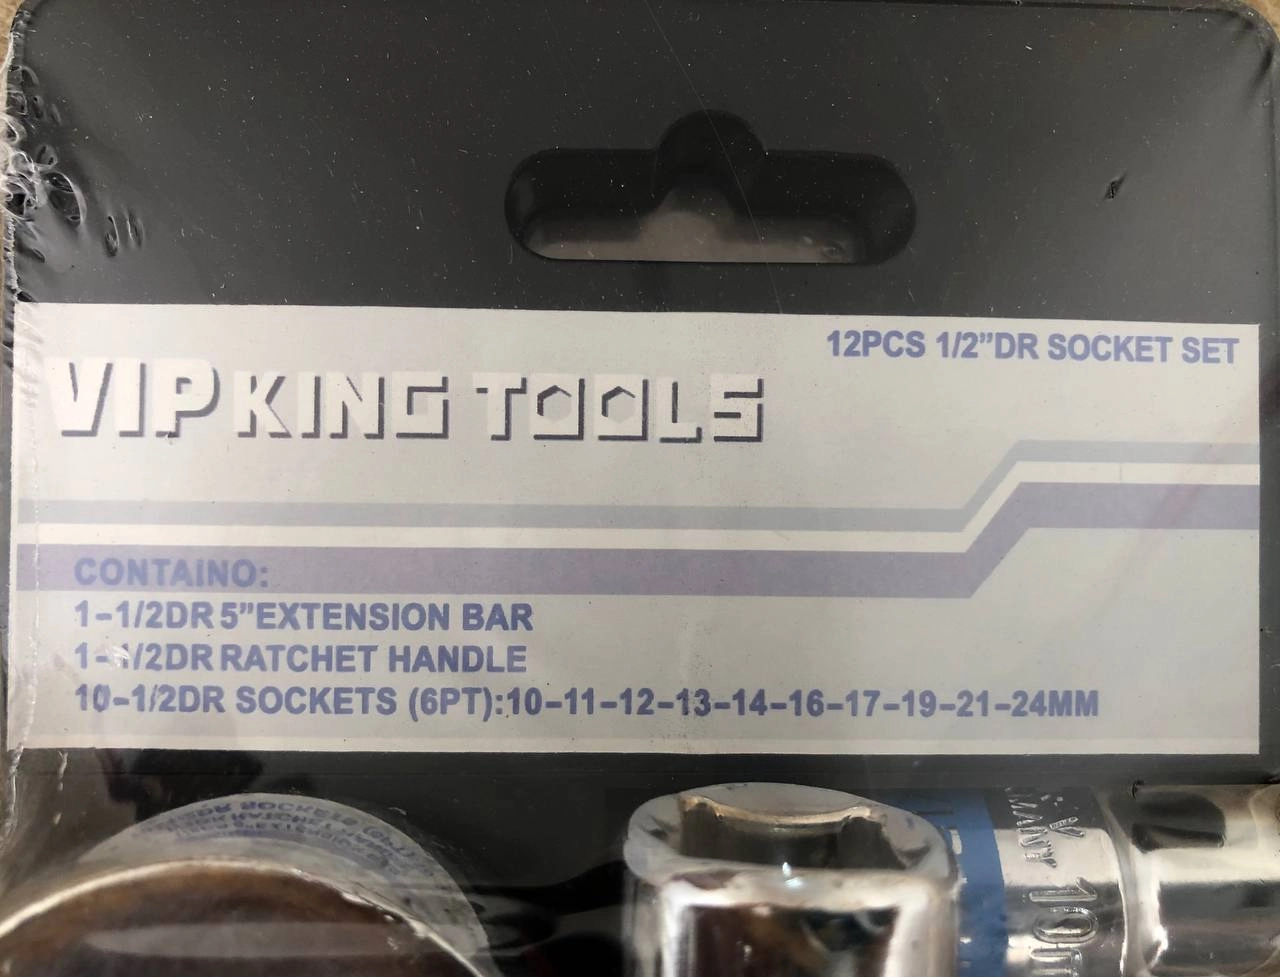 12PCS 1/2”DR SOCKET SET
VIP KING TOOLS
CONTAINO:
1-1/2DR 5”EXTENSION BAR
1-1/2DR RATCHET HANDLE
10-1/2DR SOCKETS (6PT):10-11-12-13-14-16-17-19-21-24MM